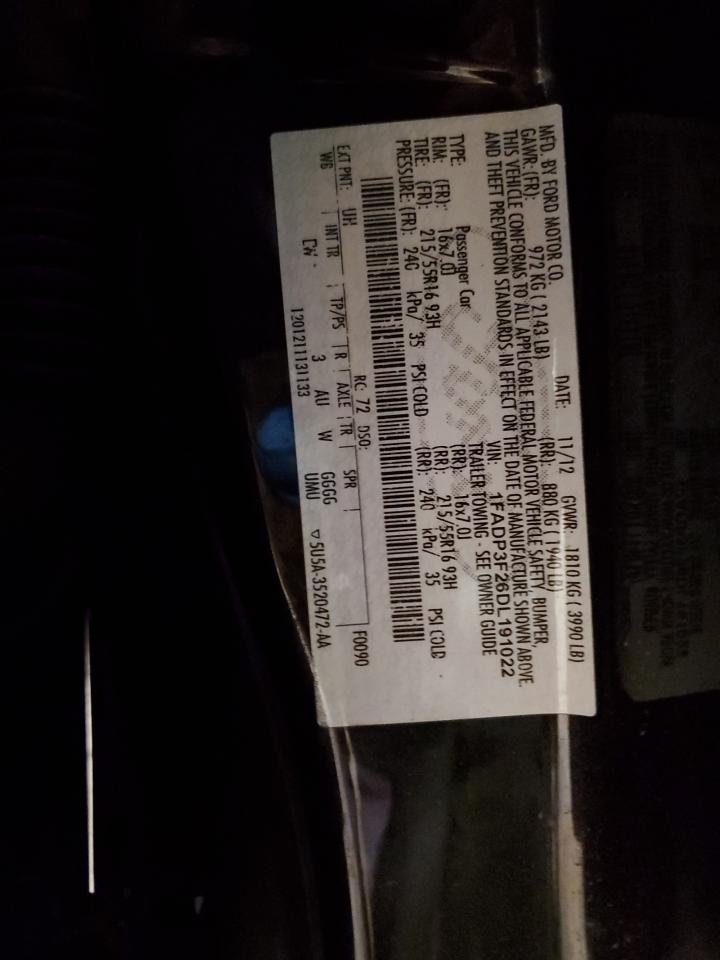 MFD. BY FORD MOTOR CO.
DATE: 11/12 GVWR: 1810 KG ( 3990 LB)
GAWR: (FR): 972 KG ( 2143 LB) (RR): 880 KG ( 1940 LB)
THIS VEHICLE CONFORMS TO ALL APPLICABLE FEDERAL MOTOR VEHICLE SAFETY, BUMPER,
AND THEFT PREVENTION STANDARDS IN EFFECT ON THE DATE OF MANUFACTURE SHOWN ABOVE.
VIN: 1FADP3F26DL191022
TYPE: Passenger Car TRAILER TOWING - SEE OWNER GUIDE
RIM: (FR): 16x7.0J (RR): 16x7.0J
TIRE: (FR): 215/55R16 93H (RR): 215/55R16 93H
PRESSURE: (FR): 240 kPa/ 35 PSI COLD (RR): 240 kPa/ 35 PSI COLD
F0090
RC: 72 DSO:
EXT PNT: UH INT TR TP/PS R AXLE TR SPR
WB CW 3 AU W GGGG
UMU
1201211131133 ▽5U5A-3520472-AA